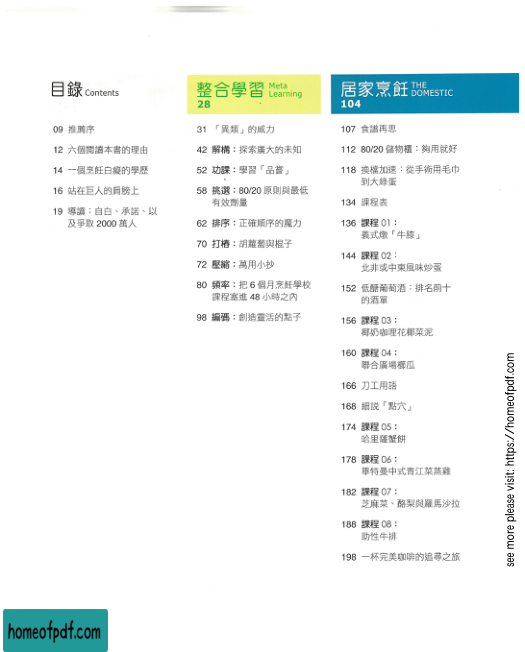 目錄 Contents
09 推薦序
12 六個閱讀本書的理由
14 一個烹飪白癡的學歷
16 站在巨人的肩膀上
19 導讀：自白、承諾、以
及爭取 2000 萬人
整合學習 Meta
Learning
28
31 「異類」的威力
42 解構：探索廣大的未知
52 功課：學習「品嘗」
58 挑選：80/20 原則與最低
有效劑量
62 排序：正確順序的魔力
70 打樁：胡蘿蔔與棍子
72 壓縮：萬用小抄
80 頻率：把 6 個月烹飪學校
課程塞進 48 小時之內
98 編碼：創造靈活的點子
居家烹飪 THE
DOMESTIC
104
107 食譜再思
112 80/20 儲物櫃：夠用就好
118 換檔加速：從手術用毛巾
到大綠蛋
134 課程表
136 課程 01：
義式燉「牛膝」
144 課程 02：
北非或中東風味炒蛋
152 低醣葡萄酒：排名前十
的酒單
156 課程 03：
椰奶咖哩花椰菜泥
160 課程 04：
聯合廣場櫛瓜
166 刀工用語
168 細說「點穴」
174 課程 05：
哈里薩蟹餅
178 課程 06：
畢特曼中式青江菜蒸雞
182 課程 07：
芝麻菜、酪梨與羅馬沙拉
188 課程 08：
助性牛排
198 一杯完美咖啡的追尋之旅
see more please visit: https://homeofpdf.com
homeofpdf.com